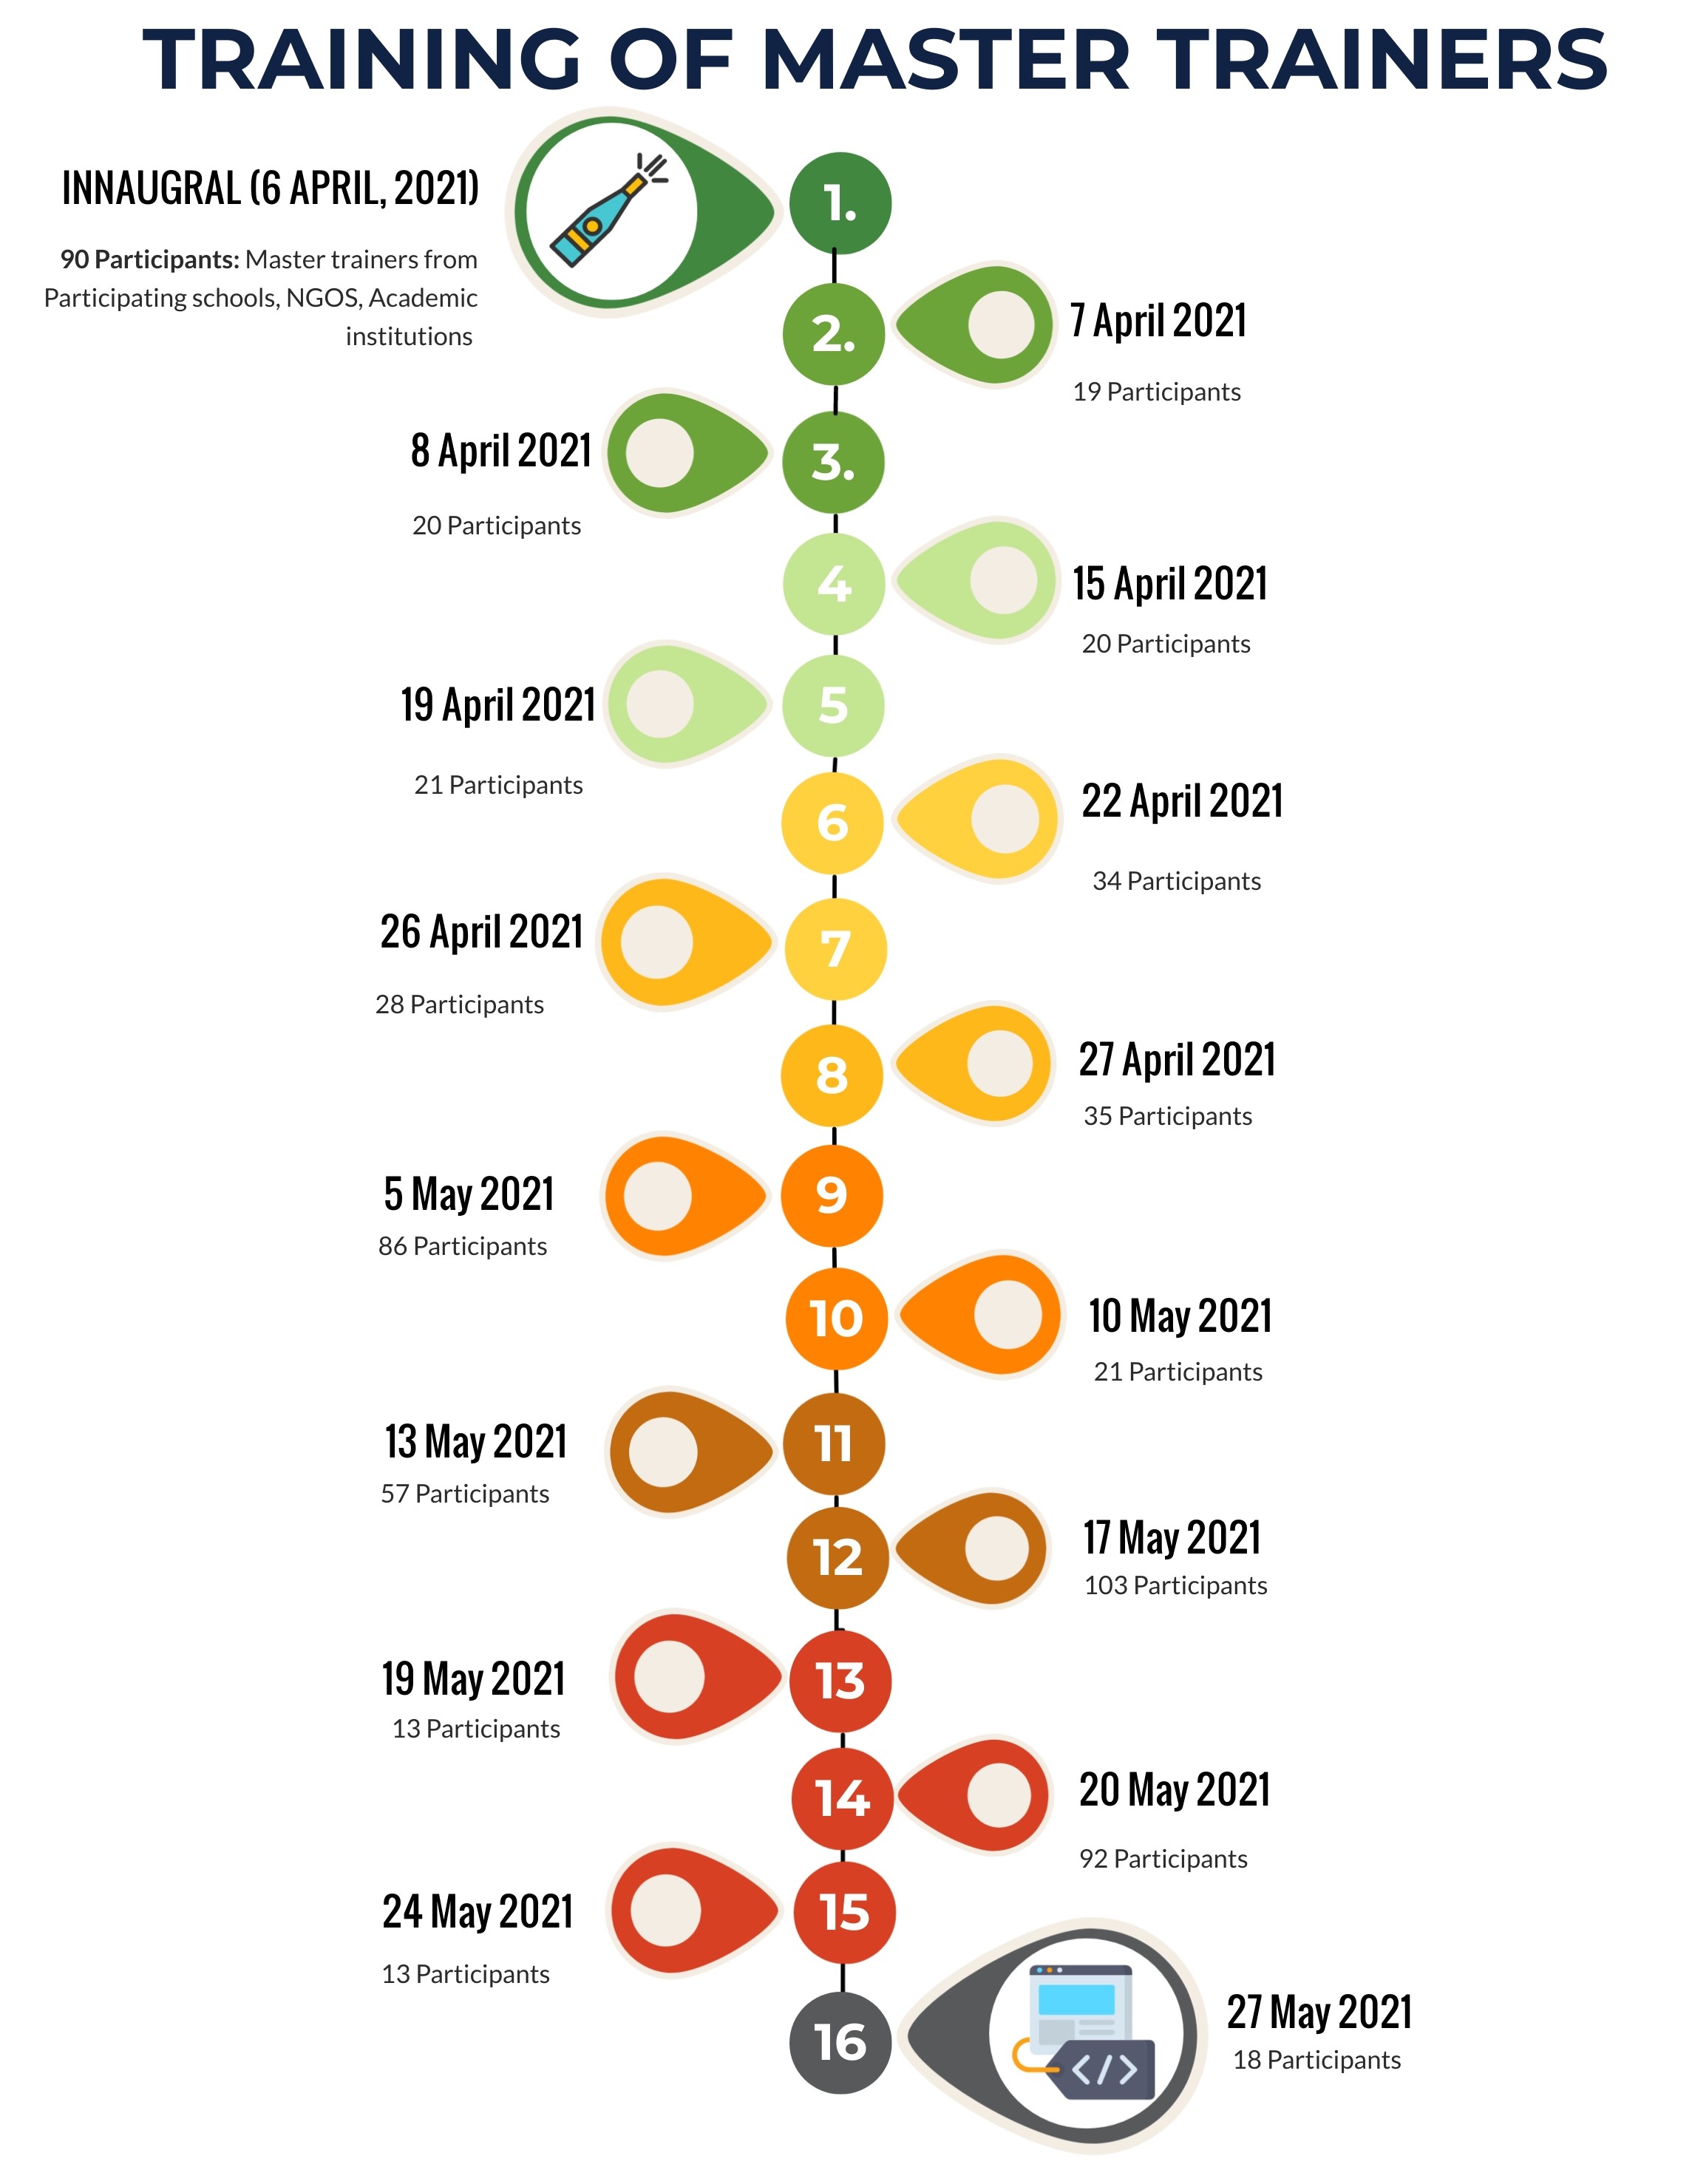 TRAINING OF MASTER TRAINERS
INNAUGRAL (6 APRIL, 2021)
90 Participants: Master trainers from
Participating schools, NGOS, Academic
institutions
1.
2.
7 April 2021
19 Participants
3.
8 April 2021
20 Participants
4
15 April 2021
20 Participants
5
19 April 2021
21 Participants
6
22 April 2021
34 Participants
7
26 April 2021
28 Participants
8
27 April 2021
35 Participants
9
5 May 2021
86 Participants
10
10 May 2021
21 Participants
11
13 May 2021
57 Participants
12
17 May 2021
103 Participants
13
19 May 2021
13 Participants
14
20 May 2021
92 Participants
15
24 May 2021
13 Participants
16
</>
27 May 2021
18 Participants